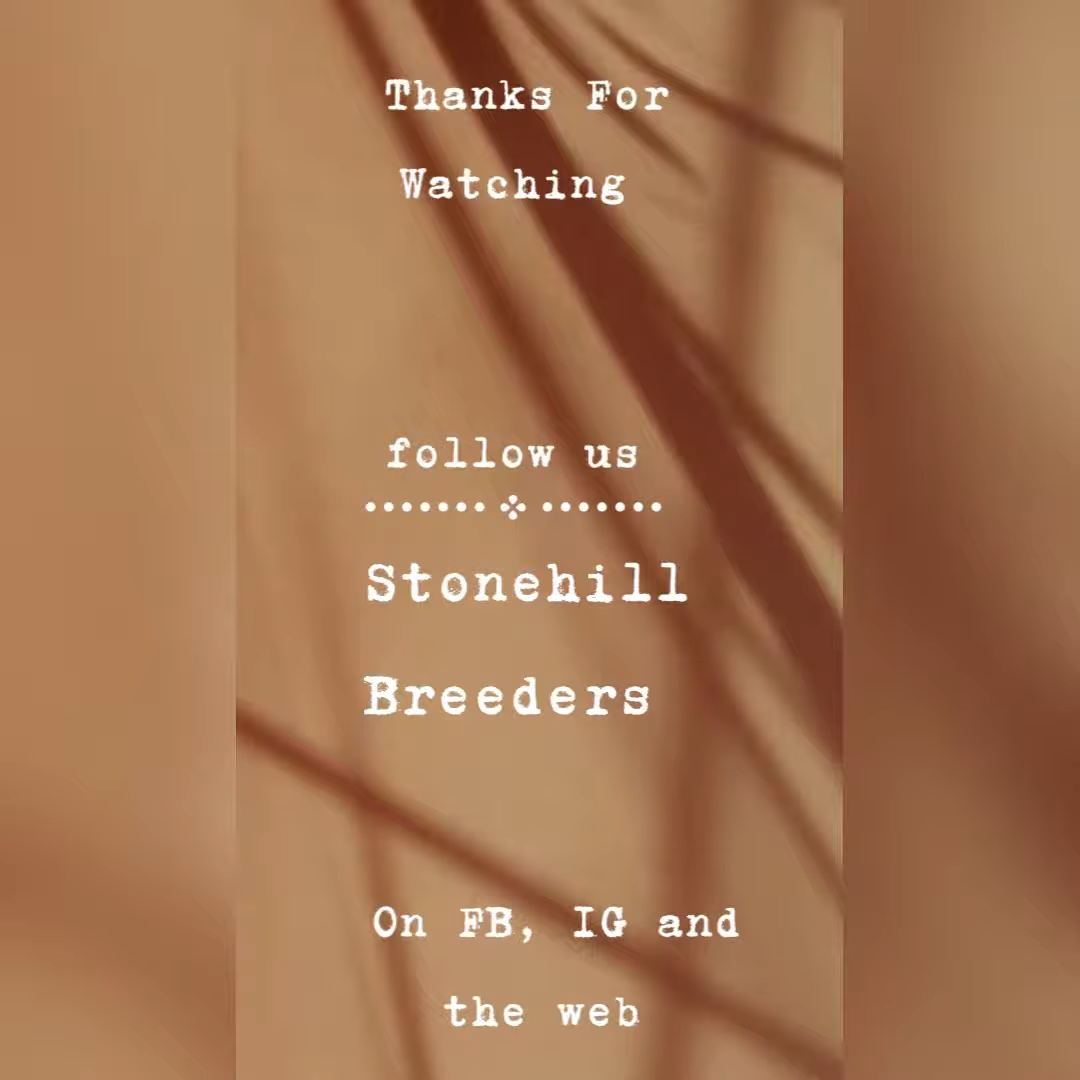 Thanks For
Watching
follow us
Stonehill
Breeders
On FB, IG and
the web